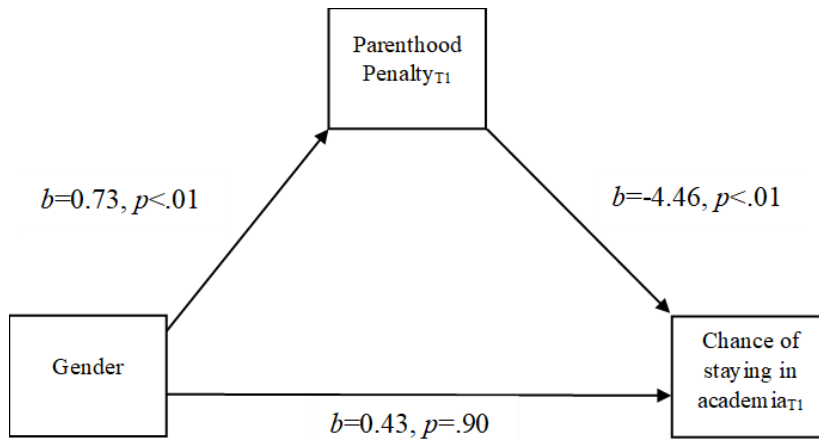 Parenthood
PenaltyT1
b=0.73, p<.01
b=-4.46, p<.01
Gender
Chance of
staying in
academiaT1
b=0.43, p=.90